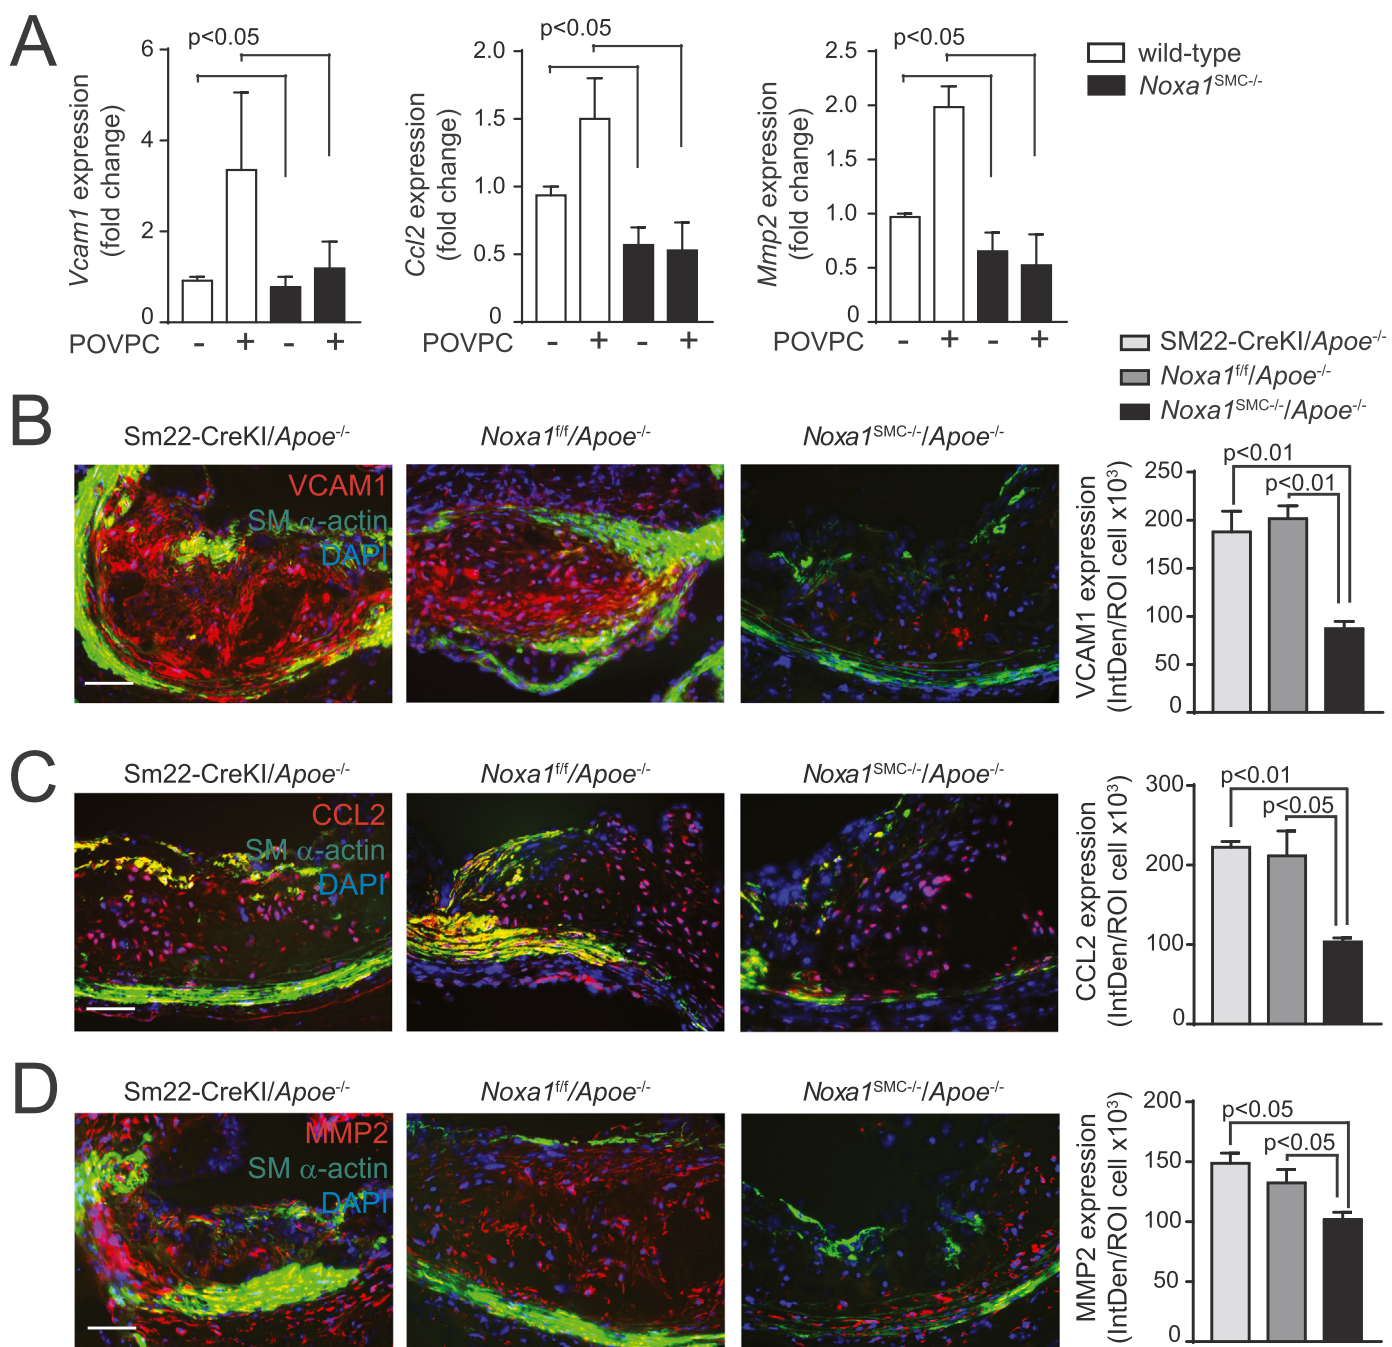 A
p<0.05
6
4
2
0
Vcam1 expression
(fold change)
POVPC - + - +
p<0.05
2.0
1.5
1.0
0.5
0
Ccl2 expression
(fold change)
POVPC - + - +
p<0.05
2.5
2.0
1.5
1.0
0.5
0
Mmp2 expression
(fold change)
POVPC - + - +
wild-type
Noxa1SMC-/-
SM22-CreKI/Apoe-/-
Noxa1f/f/Apoe-/-
Noxa1SMC-/-/Apoe-/-
B
Sm22-CreKI/Apoe-/-
Noxa1f/f/Apoe-/-
Noxa1SMC-/-/Apoe-/-
VCAM1
SM α-actin
DAPI
p<0.01
p<0.01
250
200
150
100
50
0
VCAM1 expression
(IntDen/ROI cell x103)
C
Sm22-CreKI/Apoe-/-
Noxa1f/f/Apoe-/-
Noxa1SMC-/-/Apoe-/-
CCL2
SM α-actin
DAPI
p<0.01
p<0.05
300
200
100
0
CCL2 expression
(IntDen/ROI cell x103)
D
Sm22-CreKI/Apoe-/-
Noxa1f/f/Apoe-/-
Noxa1SMC-/-/Apoe-/-
MMP2
SM α-actin
DAPI
p<0.05
p<0.05
200
150
100
50
0
MMP2 expression
(IntDen/ROI cell x103)